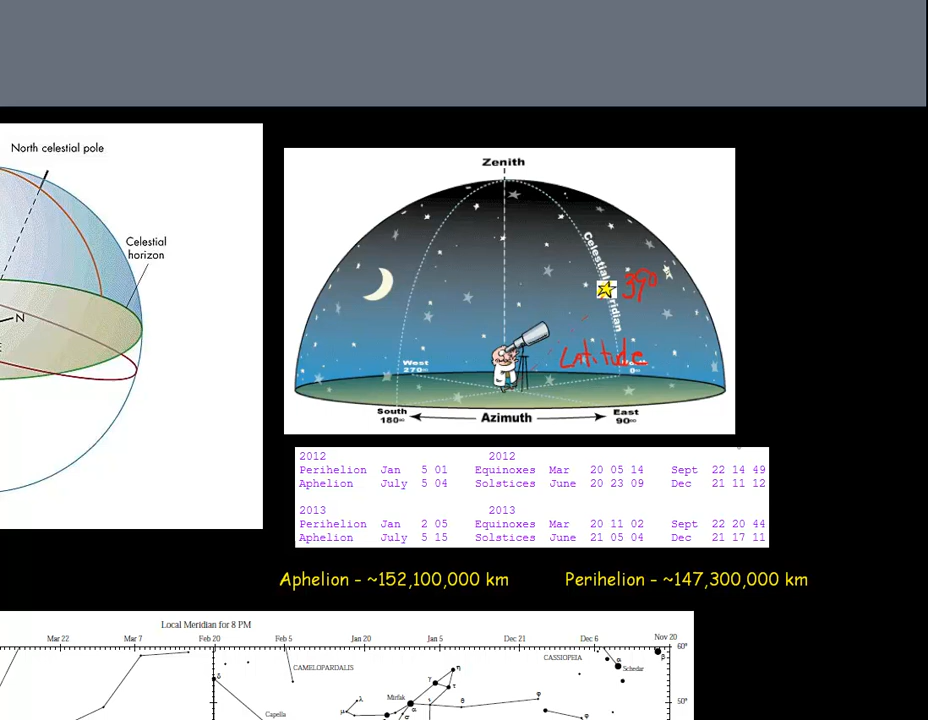 North celestial pole
Celestial
horizon
N
E
Zenith
Celestial Meridian
39°
Latitude
West
270°
0°
South
180°
Azimuth
East
90°
2012 2012
Perihelion Jan 5 01 Equinoxes Mar 20 05 14 Sept 22 14 49
Aphelion July 5 04 Solstices June 20 23 09 Dec 21 11 12
2013 2013
Perihelion Jan 2 05 Equinoxes Mar 20 11 02 Sept 22 20 44
Aphelion July 5 15 Solstices June 21 05 04 Dec 21 17 11
Aphelion - ~152,100,000 km Perihelion - ~147,300,000 km
Local Meridian for 8 PM
Mar 22 Mar 7 Feb 20 Feb 5 Jan 20 Jan 5 Dec 21 Dec 6 Nov 20
60°
CAMELOPARDALIS
CASSIOPEIA
α
β
Schedar
δ
η
γ
τ
Mirfak
λ
μ
α
σ
ι
θ
φ
φ
50°
Capella